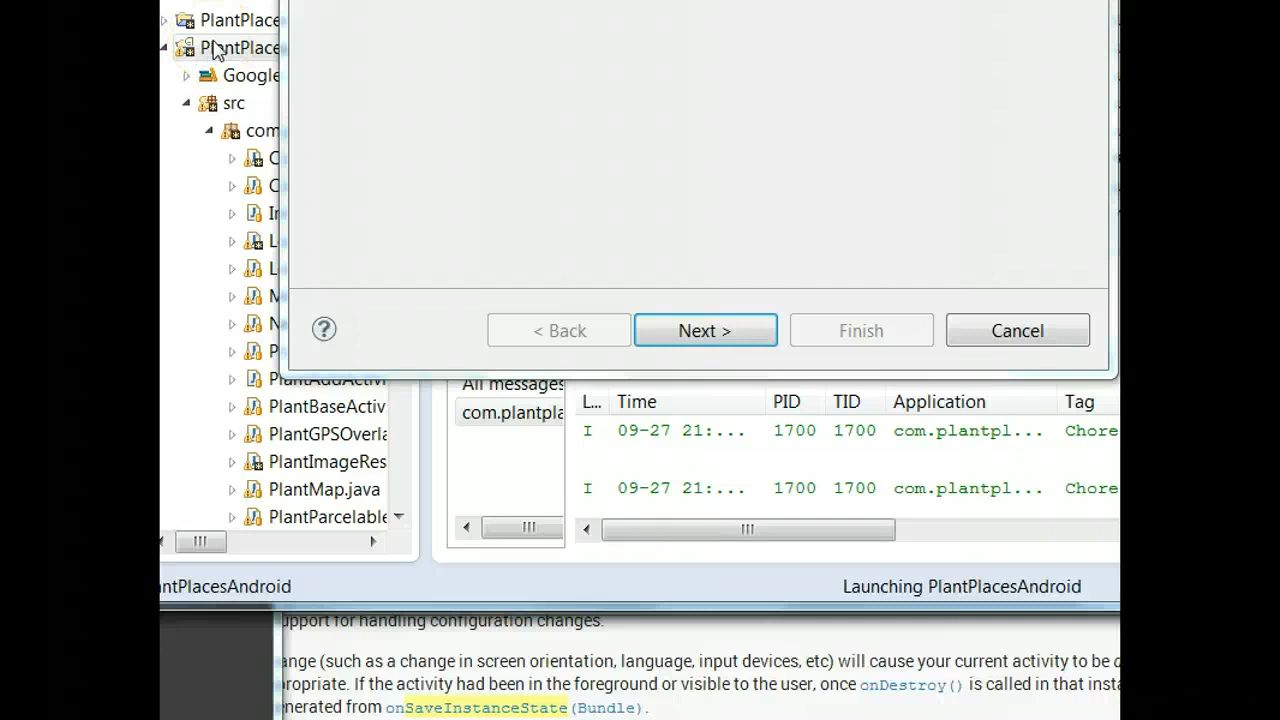 PlantPlace
PlantPlace
Google
src
com
PlantAddActivi
PlantBaseActiv
PlantGPSOverla
PlantImageRes
PlantMap.java
PlantParcelable
?
< Back
Next >
Finish
Cancel
All messages
com.plantpla
L... Time PID TID Application Tag
I 09-27 21:... 1700 1700 com.plantpl... Chore
I 09-27 21:... 1700 1700 com.plantpl... Chore
ntPlacesAndroid
Launching PlantPlacesAndroid
upport for handling configuration changes.
ange (such as a change in screen orientation, language, input devices, etc) will cause your current activity to be d
ropriate. If the activity had been in the foreground or visible to the user, once onDestroy() is called in that insta
enerated from onSaveInstanceState(Bundle).